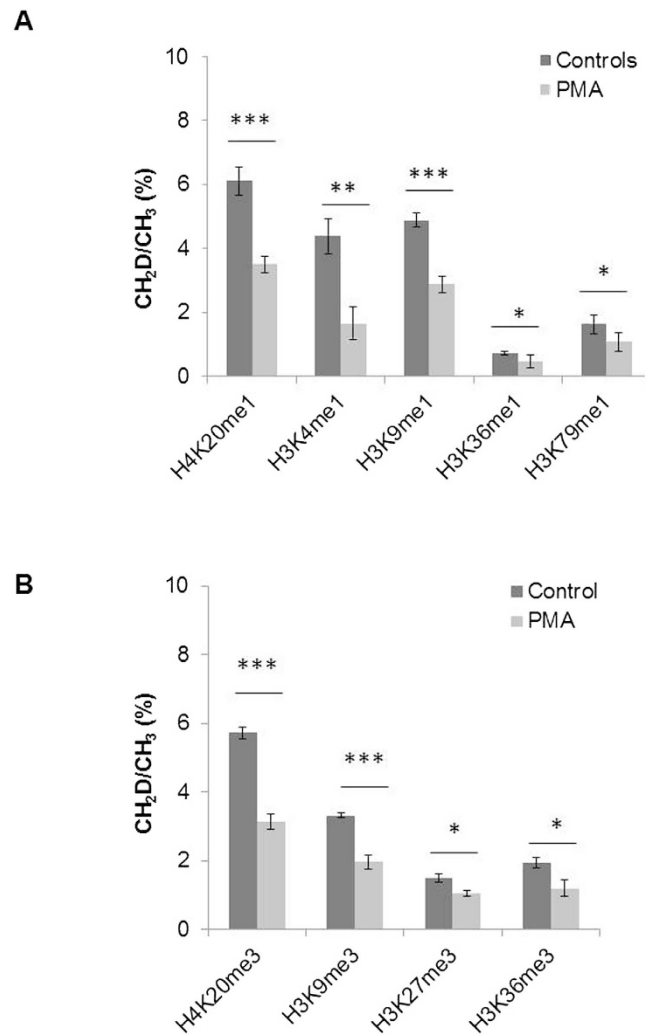 A
10
8
6
4
2
0
CH₂D/CH₃ (%)
Controls
PMA
***
**
***
*
*
H4K20me1
H3K4me1
H3K9me1
H3K36me1
H3K79me1
B
10
8
6
4
2
0
CH₂D/CH₃ (%)
Control
PMA
***
***
*
*
H4K20me3
H3K9me3
H3K27me3
H3K36me3